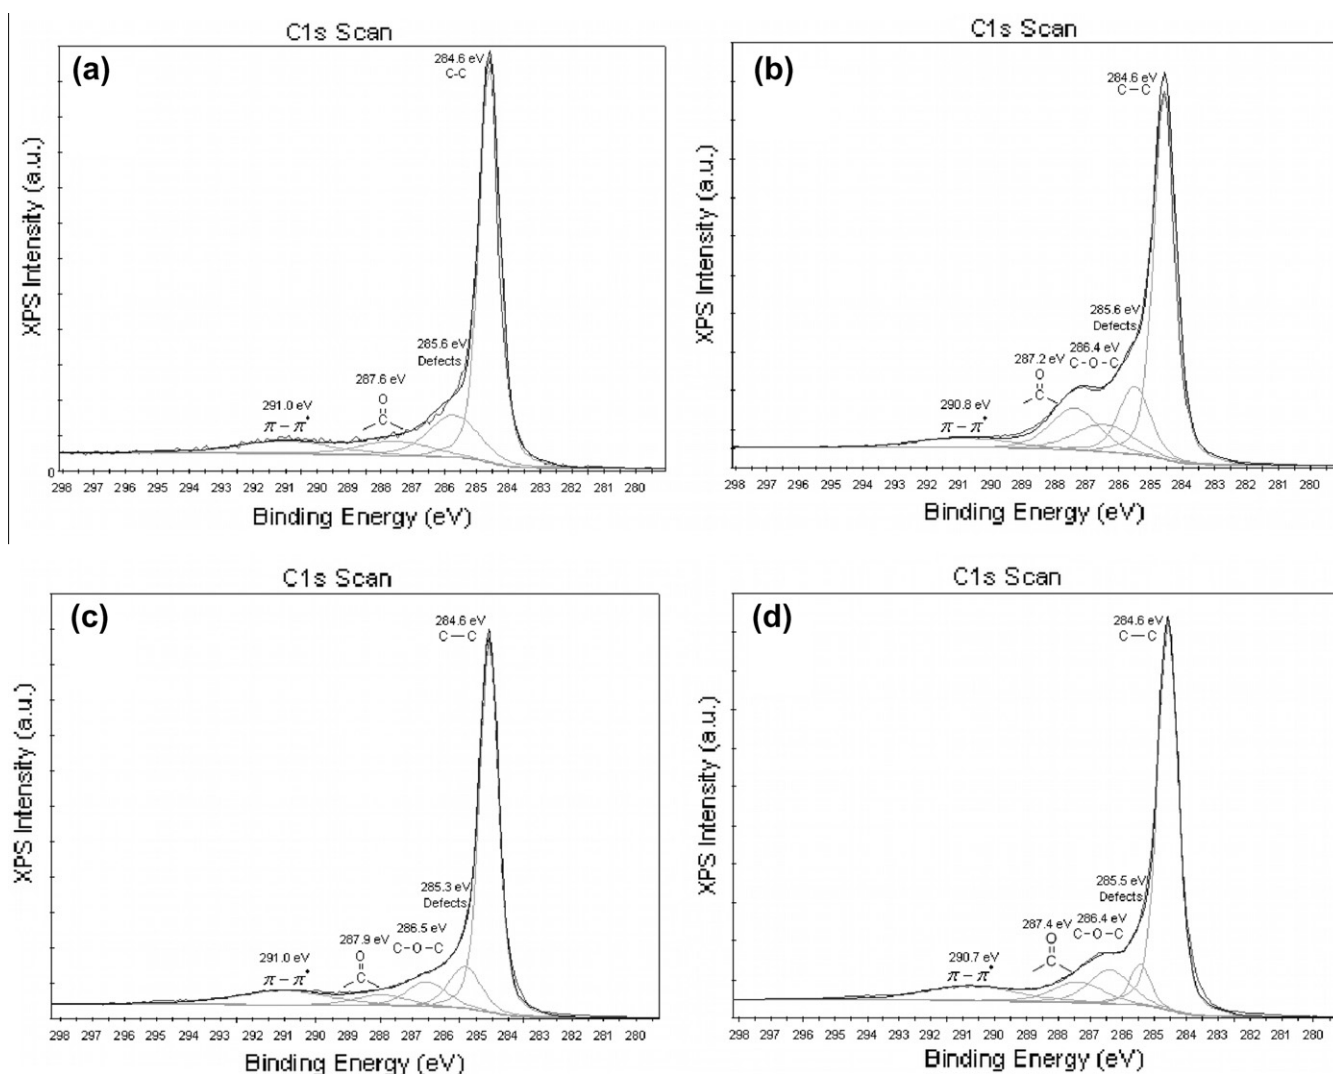 C1s Scan
(a)
284.6 eV
C-C
285.6 eV
Defects
287.6 eV
O
C
291.0 eV
π – π*
XPS Intensity (a.u.)
0
298 297 296 295 294 293 292 291 290 289 288 287 286 285 284 283 282 281 280
Binding Energy (eV)
C1s Scan
(b)
284.6 eV
C–C
285.6 eV
Defects
286.4 eV
C-O-C
287.2 eV
O
C
290.8 eV
π – π*
XPS Intensity (a.u.)
298 297 296 295 294 293 292 291 290 289 288 287 286 285 284 283 282 281 280
Binding Energy (eV)
C1s Scan
(c)
284.6 eV
C—C
285.3 eV
Defects
286.5 eV
C-O-C
287.9 eV
O
C
291.0 eV
π – π*
XPS Intensity (a.u.)
298 297 296 295 294 293 292 291 290 289 288 287 286 285 284 283 282 281 280
Binding Energy (eV)
C1s Scan
(d)
284.6 eV
C—C
285.5 eV
Defects
286.4 eV
C-O-C
287.4 eV
O
C
290.7 eV
π – π*
XPS Intensity (a.u.)
298 297 296 295 294 293 292 291 290 289 288 287 286 285 284 283 282 281 280
Binding Energy (eV)